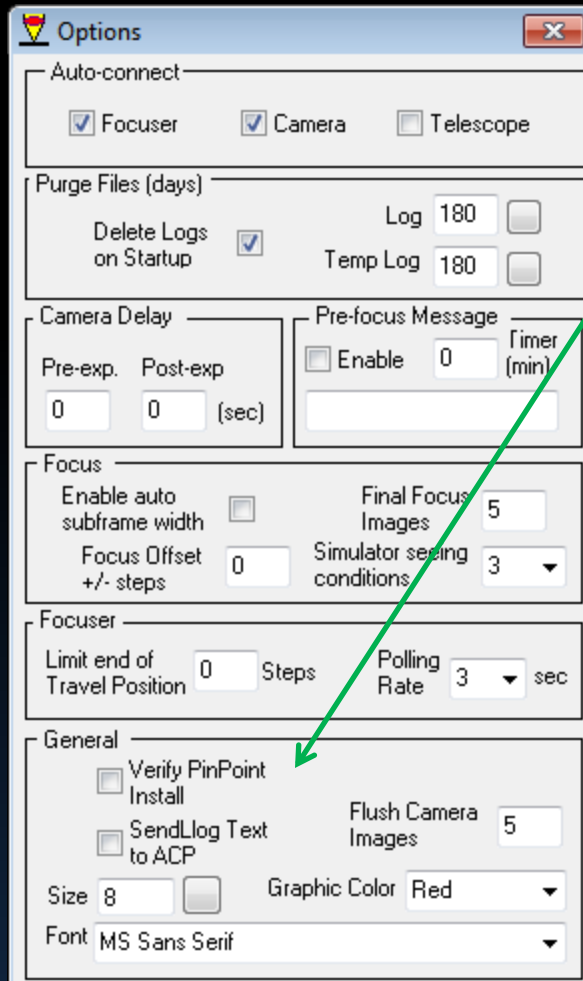 Options
Auto-connect
Focuser Camera Telescope
Purge Files (days)
Delete Logs
on Startup
Log 180
Temp Log 180
Camera Delay
Pre-exp. Post-exp
0 0 (sec)
Pre-focus Message
Enable 0 Timer
(min)
Focus
Enable auto
subframe width
Final Focus
Images 5
Focus Offset
+/- steps 0
Simulator seeing
conditions 3
Focuser
Limit end of
Travel Position 0 Steps
Polling
Rate 3 sec
General
Verify PinPoint
Install
SendLlog Text
to ACP
Flush Camera
Images 5
Size 8
Graphic Color Red
Font MS Sans Serif